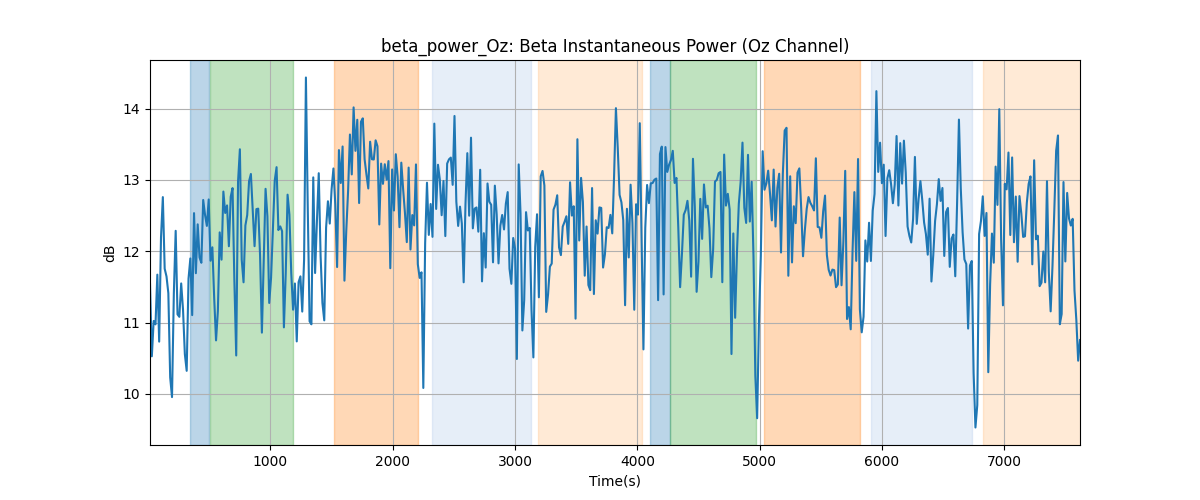 beta_power_Oz: Beta Instantaneous Power (Oz Channel)
dB
14
13
12
11
10
1000 2000 3000 4000 5000 6000 7000
Time(s)